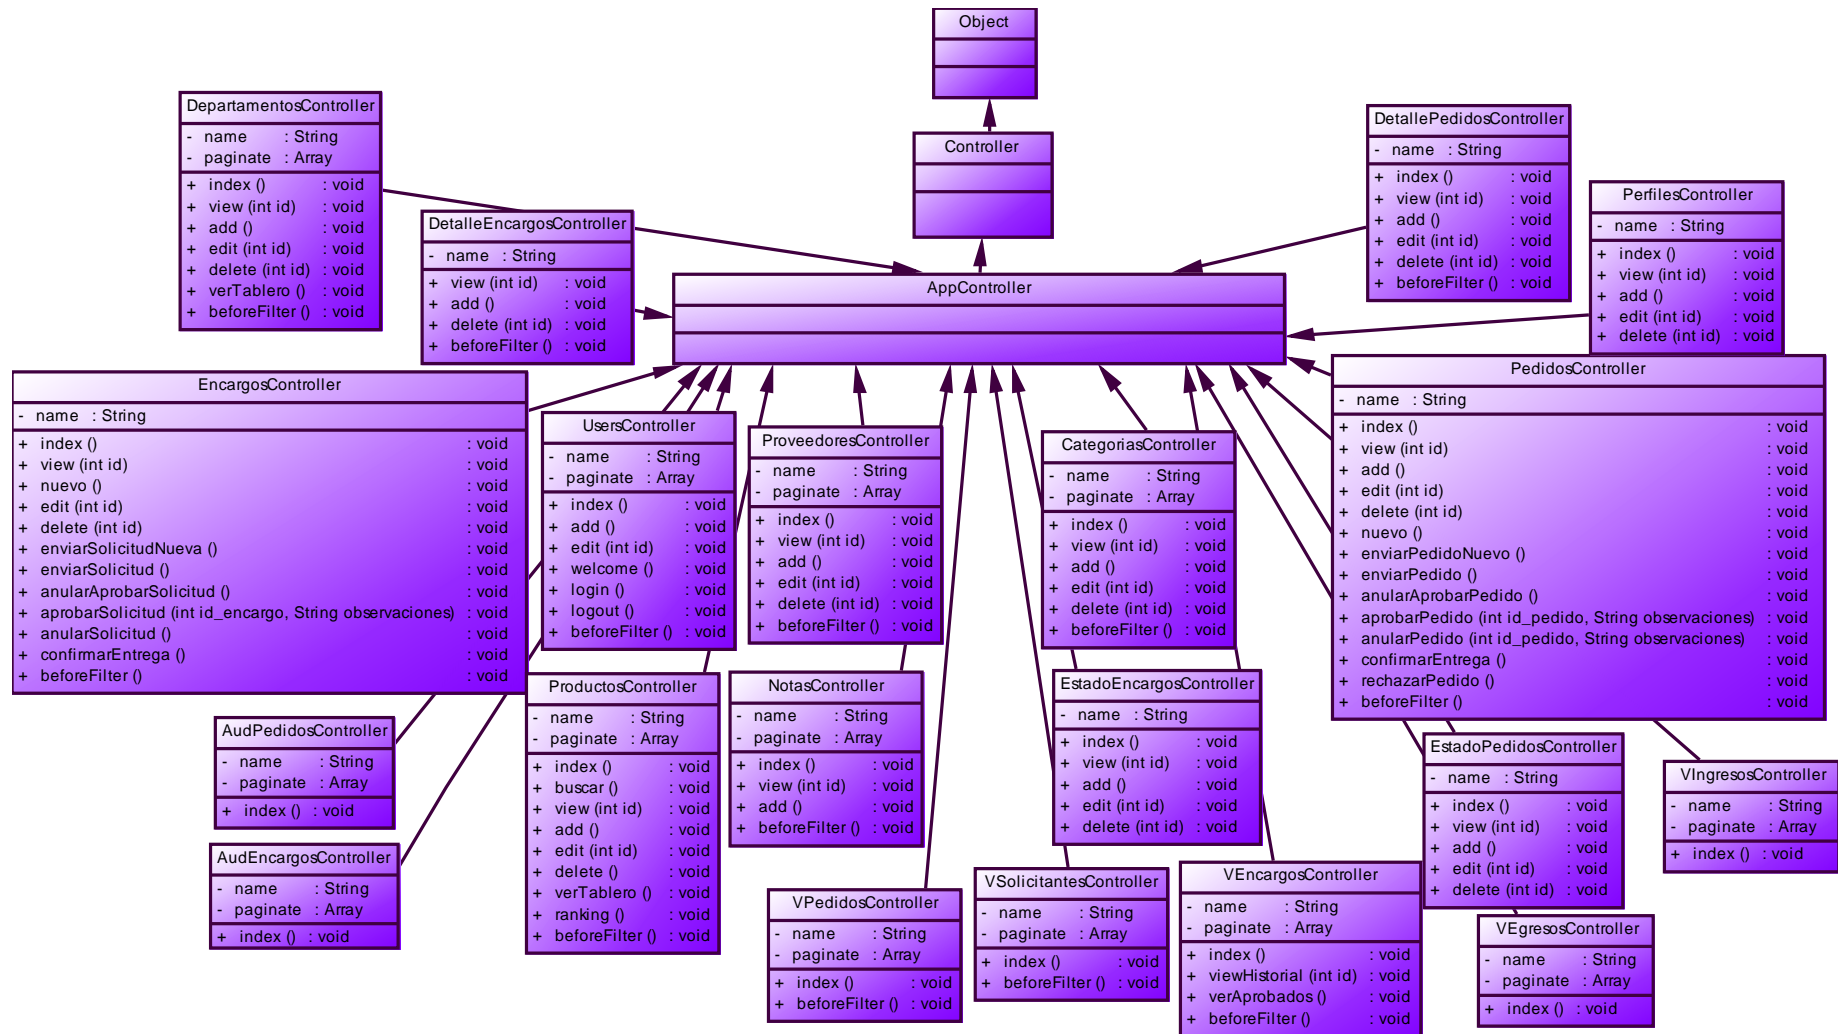 Object
Controller
AppController
DepartamentosController
- name : String
- paginate : Array
+ index () : void
+ view (int id) : void
+ add () : void
+ edit (int id) : void
+ delete (int id) : void
+ verTablero () : void
+ beforeFilter () : void
DetalleEncargosController
- name : String
+ view (int id) : void
+ add () : void
+ delete (int id) : void
+ beforeFilter () : void
DetallePedidosController
- name : String
+ index () : void
+ view (int id) : void
+ add () : void
+ edit (int id) : void
+ delete (int id) : void
+ beforeFilter () : void
PerfilesController
- name : String
+ index () : void
+ view (int id) : void
+ add () : void
+ edit (int id) : void
+ delete (int id) : void
EncargosController
- name : String
+ index () : void
+ view (int id) : void
+ nuevo () : void
+ edit (int id) : void
+ delete (int id) : void
+ enviarSolicitudNueva () : void
+ enviarSolicitud () : void
+ anularAprobarSolicitud () : void
+ aprobarSolicitud (int id_encargo, String observaciones) : void
+ anularSolicitud () : void
+ confirmarEntrega () : void
+ beforeFilter () : void
UsersController
- name : String
- paginate : Array
+ index () : void
+ add () : void
+ edit (int id) : void
+ welcome () : void
+ login () : void
+ logout () : void
+ beforeFilter () : void
ProveedoresController
- name : String
- paginate : Array
+ index () : void
+ view (int id) : void
+ add () : void
+ edit (int id) : void
+ delete (int id) : void
+ beforeFilter () : void
CategoriasController
- name : String
- paginate : Array
+ index () : void
+ view (int id) : void
+ add () : void
+ edit (int id) : void
+ delete (int id) : void
+ beforeFilter () : void
PedidosController
- name : String
+ index () : void
+ view (int id) : void
+ add () : void
+ edit (int id) : void
+ delete (int id) : void
+ nuevo () : void
+ enviarPedidoNuevo () : void
+ enviarPedido () : void
+ anularAprobarPedido () : void
+ aprobarPedido (int id_pedido, String observaciones) : void
+ anularPedido (int id_pedido, String observaciones) : void
+ confirmarEntrega () : void
+ rechazarPedido () : void
+ beforeFilter () : void
AudPedidosController
- name : String
- paginate : Array
+ index () : void
AudEncargosController
- name : String
- paginate : Array
+ index () : void
ProductosController
- name : String
- paginate : Array
+ index () : void
+ buscar () : void
+ view (int id) : void
+ add () : void
+ edit (int id) : void
+ delete () : void
+ verTablero () : void
+ ranking () : void
+ beforeFilter () : void
NotasController
- name : String
- paginate : Array
+ index () : void
+ view (int id) : void
+ add () : void
+ beforeFilter () : void
EstadoEncargosController
- name : String
+ index () : void
+ view (int id) : void
+ add () : void
+ edit (int id) : void
+ delete (int id) : void
EstadoPedidosController
- name : String
+ index () : void
+ view (int id) : void
+ add () : void
+ edit (int id) : void
+ delete (int id) : void
VIngresosController
- name : String
- paginate : Array
+ index () : void
VPedidosController
- name : String
- paginate : Array
+ index () : void
+ beforeFilter () : void
VSolicitantesController
- name : String
- paginate : Array
+ index () : void
+ beforeFilter () : void
VEncargosController
- name : String
- paginate : Array
+ index () : void
+ viewHistorial (int id) : void
+ verAprobados () : void
+ beforeFilter () : void
VEgresosController
- name : String
- paginate : Array
+ index () : void